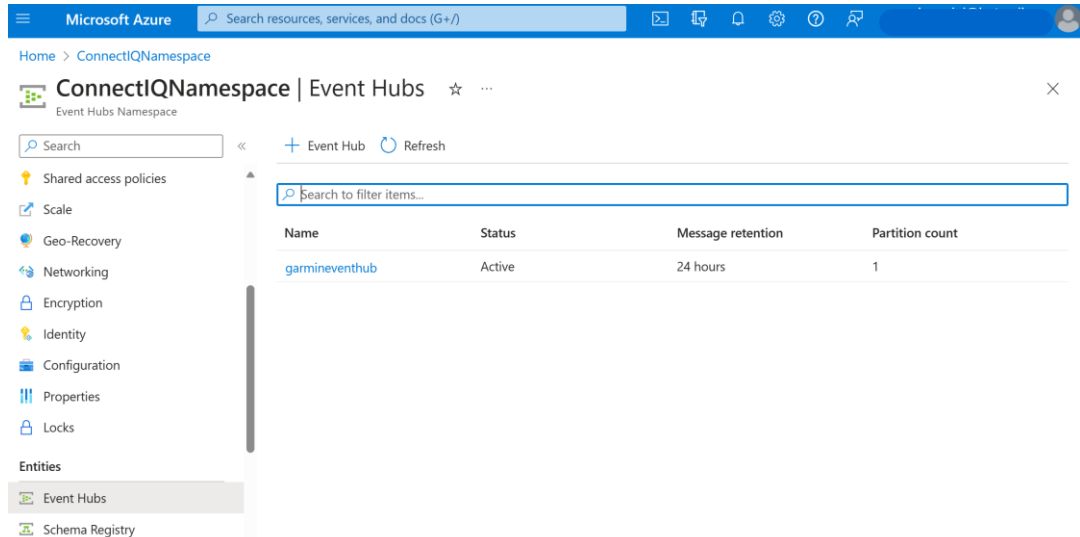 Microsoft Azure
Search resources, services, and docs (G+/)
Home > ConnectIQNamespace
ConnectIQNamespace | Event Hubs
Event Hubs Namespace
Search
Event Hub
Refresh
Shared access policies
Scale
Geo-Recovery
Networking
Encryption
Identity
Configuration
Properties
Locks
Entities
Event Hubs
Schema Registry
Search to filter items...
Name Status Message retention Partition count
garmineventhub Active 24 hours 1